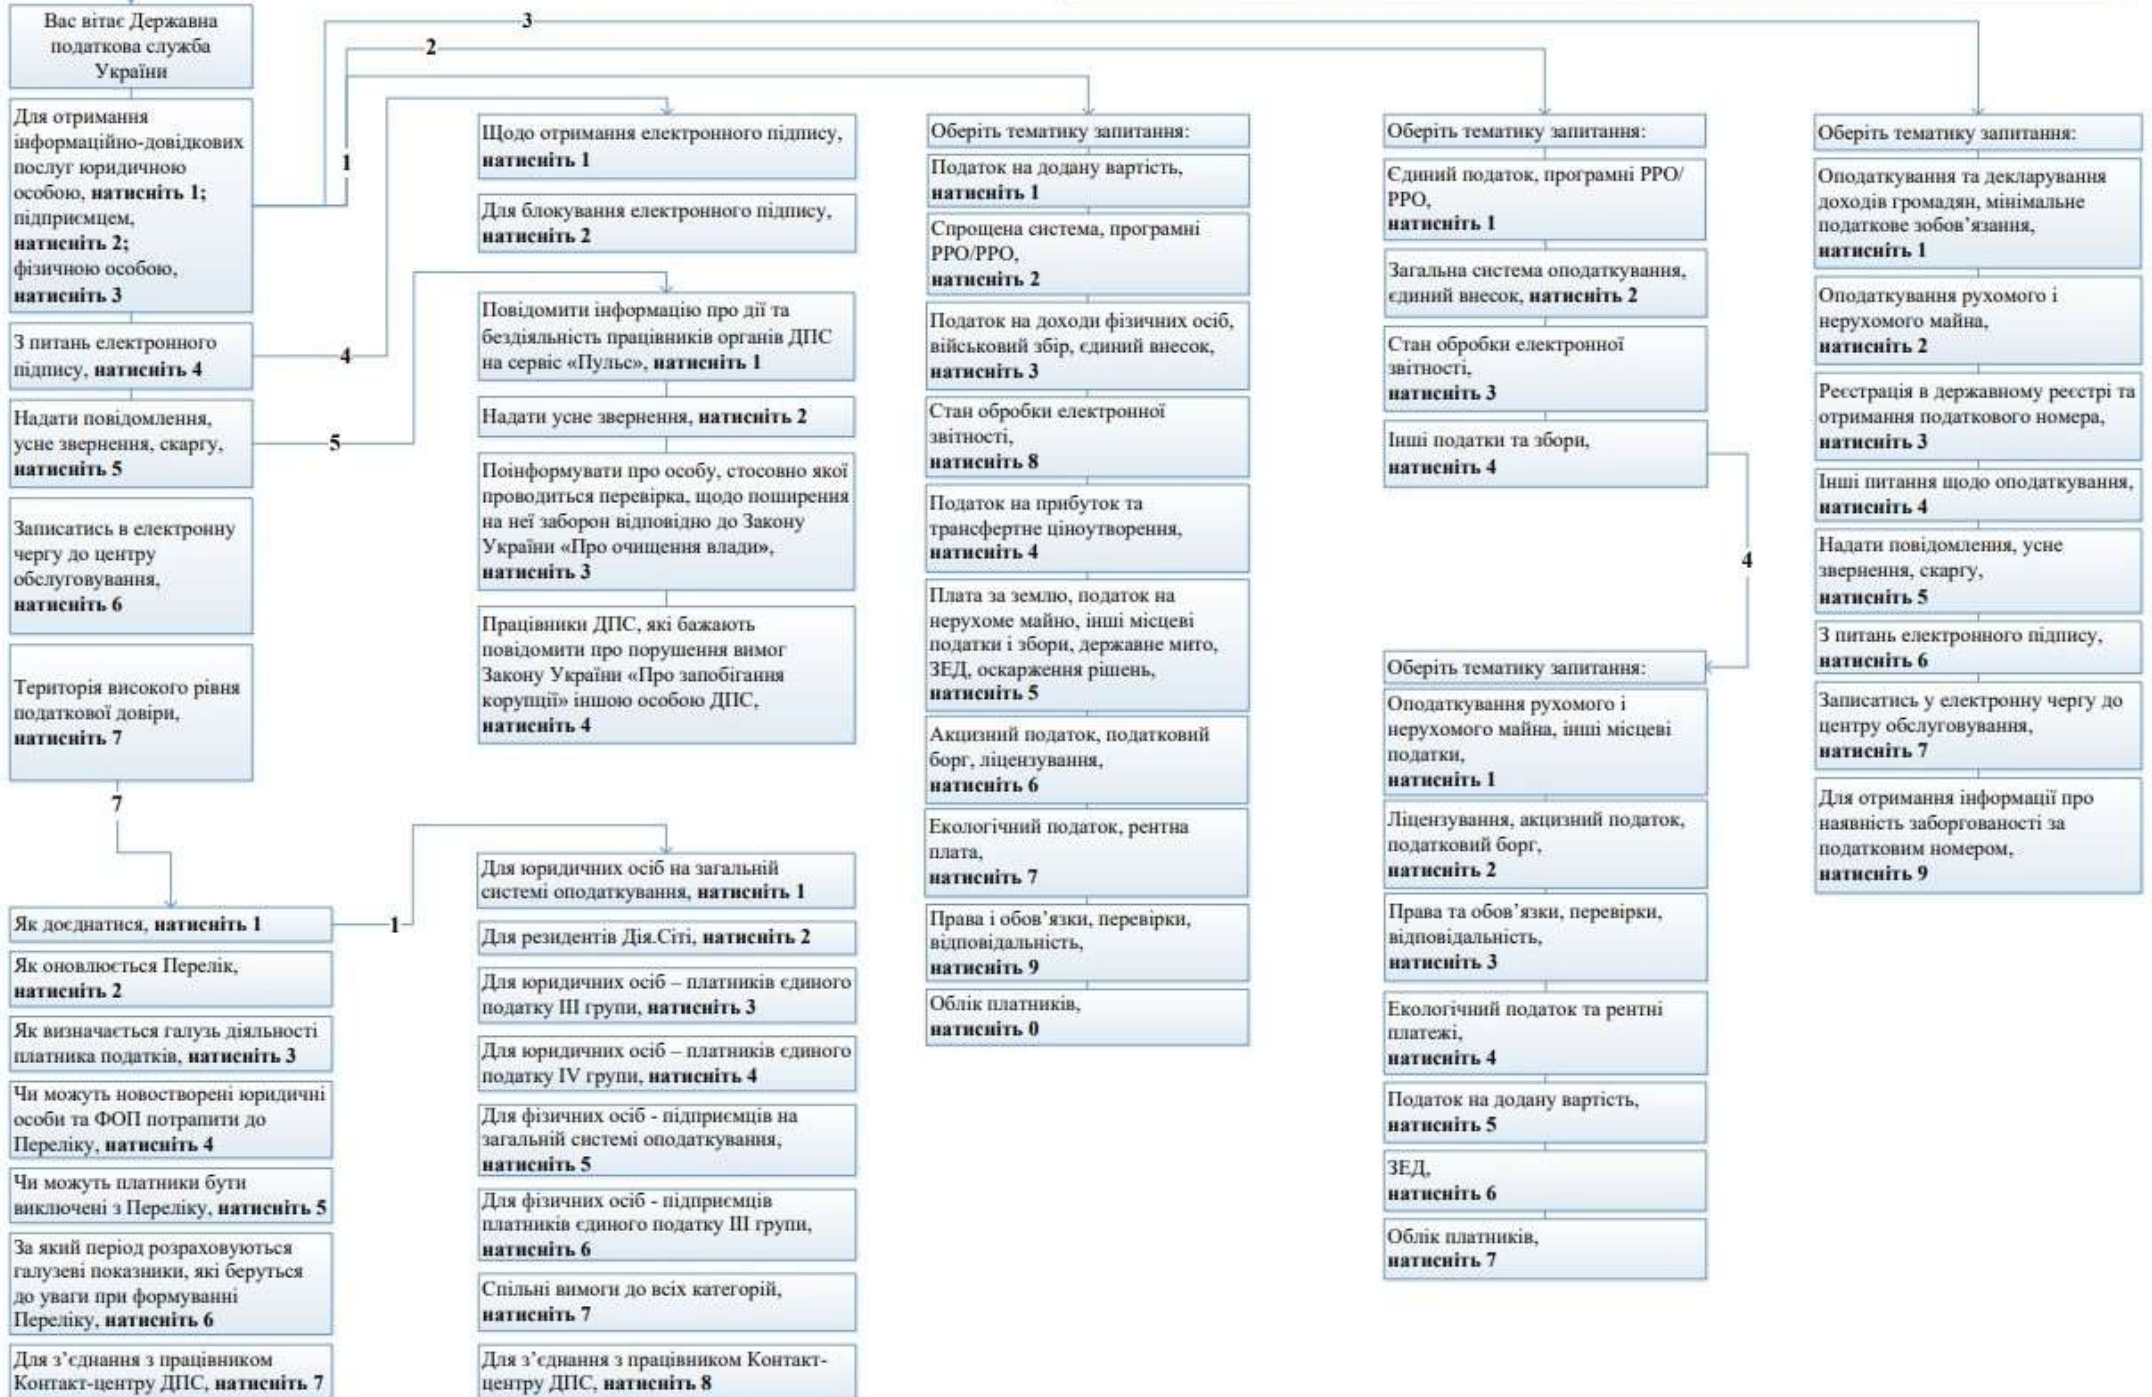 Вас вітає Державна
податкова служба
України
Для отримання
інформаційно-довідкових
послуг юридичною
особою, натисніть 1;
підприємцем,
натисніть 2;
фізичною особою,
натисніть 3
З питань електронного
підпису, натисніть 4
Надати повідомлення,
усне звернення, скаргу,
натисніть 5
Записатись в електронну
чергу до центру
обслуговування,
натисніть 6
Територія високого рівня
податкової довіри,
натисніть 7
3
2
1
4
5
7
Як доєднатися, натисніть 1
Як оновлюється Перелік,
натисніть 2
Як визначається галузь діяльності
платника податків, натисніть 3
Чи можуть новостворені юридичні
особи та ФОП потрапити до
Переліку, натисніть 4
Чи можуть платники бути
виключені з Переліку, натисніть 5
За який період розраховуються
галузеві показники, які беруться
до уваги при формуванні
Переліку, натисніть 6
Для з’єднання з працівником
Контакт-центру ДПС, натисніть 7
1
Щодо отримання електронного підпису,
натисніть 1
Для блокування електронного підпису,
натисніть 2
Повідомити інформацію про дії та
бездіяльність працівників органів ДПС
на сервіс «Пульс», натисніть 1
Надати усне звернення, натисніть 2
Поінформувати про особу, стосовно якої
проводиться перевірка, щодо поширення
на неї заборон відповідно до Закону
України «Про очищення влади»,
натисніть 3
Працівники ДПС, які бажають
повідомити про порушення вимог
Закону України «Про запобігання
корупції» іншою особою ДПС,
натисніть 4
Для юридичних осіб на загальній
системі оподаткування, натисніть 1
Для резидентів Дія.Сіті, натисніть 2
Для юридичних осіб – платників єдиного
податку III групи, натисніть 3
Для юридичних осіб – платників єдиного
податку IV групи, натисніть 4
Для фізичних осіб - підприємців на
загальній системі оподаткування,
натисніть 5
Для фізичних осіб - підприємців
платників єдиного податку III групи,
натисніть 6
Спільні вимоги до всіх категорій,
натисніть 7
Для з’єднання з працівником Контакт-
центру ДПС, натисніть 8
Оберіть тематику запитання:
Податок на додану вартість,
натисніть 1
Спрощена система, програмні
РРО/РРО,
натисніть 2
Податок на доходи фізичних осіб,
військовий збір, єдиний внесок,
натисніть 3
Стан обробки електронної
звітності,
натисніть 8
Податок на прибуток та
трансфертне ціноутворення,
натисніть 4
Плата за землю, податок на
нерухоме майно, інші місцеві
податки і збори, державне мито,
ЗЕД, оскарження рішень,
натисніть 5
Акцизний податок, податковий
борг, ліцензування,
натисніть 6
Екологічний податок, рентна
плата,
натисніть 7
Права і обов’язки, перевірки,
відповідальність,
натисніть 9
Облік платників,
натисніть 0
Оберіть тематику запитання:
Єдиний податок, програмні РРО/
РРО,
натисніть 1
Загальна система оподаткування,
єдиний внесок, натисніть 2
Стан обробки електронної
звітності,
натисніть 3
Інші податки та збори,
натисніть 4
4
Оберіть тематику запитання:
Оподаткування рухомого і
нерухомого майна, інші місцеві
податки,
натисніть 1
Ліцензування, акцизний податок,
податковий борг,
натисніть 2
Права та обов’язки, перевірки,
відповідальність,
натисніть 3
Екологічний податок та рентні
платежі,
натисніть 4
Податок на додану вартість,
натисніть 5
ЗЕД,
натисніть 6
Облік платників,
натисніть 7
Оберіть тематику запитання:
Оподаткування та декларування
доходів громадян, мінімальне
податкове зобов’язання,
натисніть 1
Оподаткування рухомого і
нерухомого майна,
натисніть 2
Реєстрація в державному реєстрі та
отримання податкового номера,
натисніть 3
Інші питання щодо оподаткування,
натисніть 4
Надати повідомлення, усне
звернення, скаргу,
натисніть 5
З питань електронного підпису,
натисніть 6
Записатись у електронну чергу до
центру обслуговування,
натисніть 7
Для отримання інформації про
наявність заборгованості за
податковим номером,
натисніть 9